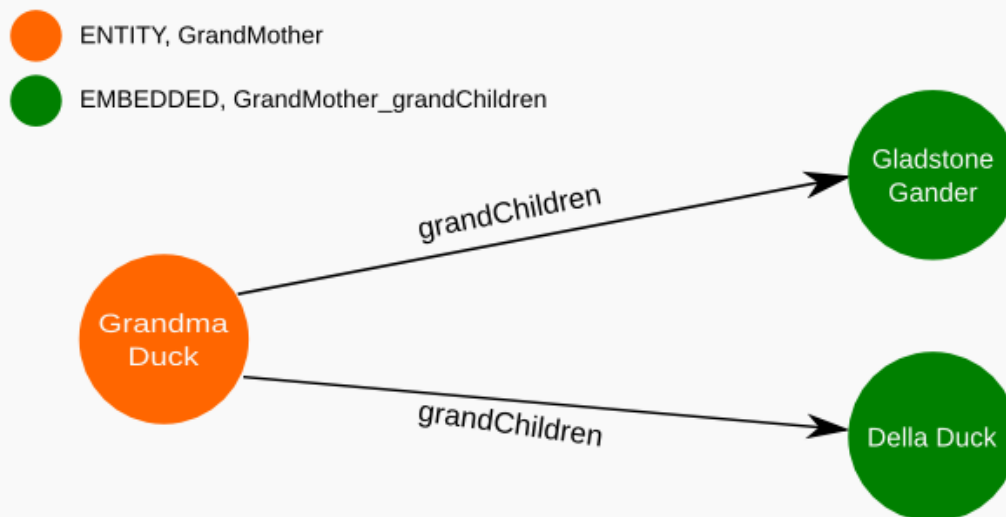 ENTITY, GrandMother
EMBEDDED, GrandMother_grandChildren
Gladstone
Gander
grandChildren
Grandma
Duck
grandChildren
Della Duck